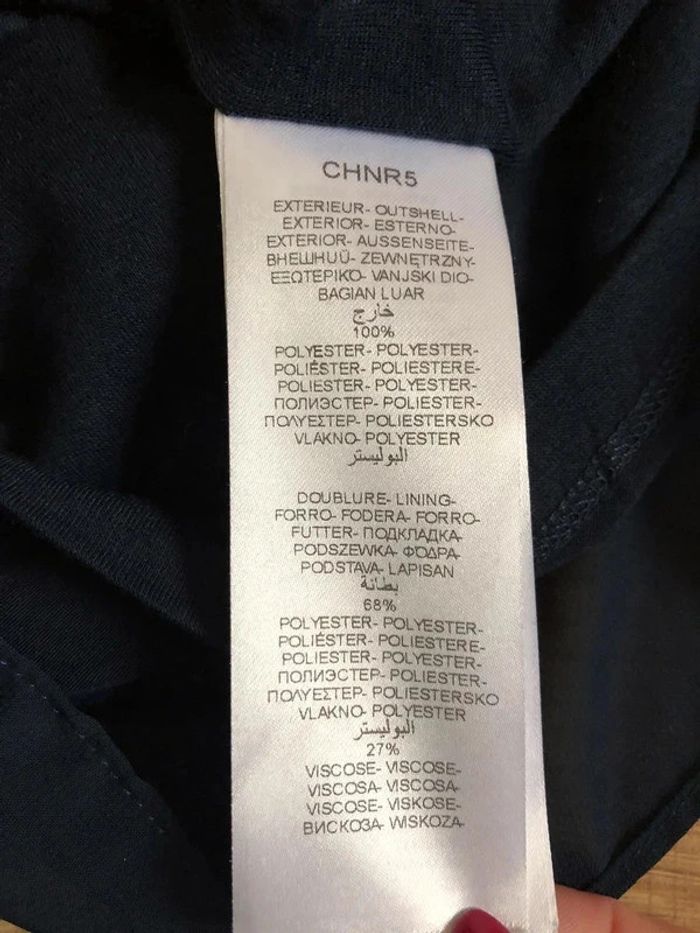 CHNR5
EXTERIEUR- OUTSHELL-
EXTERIOR- ESTERNO-
EXTERIOR- AUSSENSEITE-
ВНЕШНUŬ- ZEWNĘTRZNY-
ΕΞΩΤΕΡΙΚΟ- VANJSKI DIO-
BAGIAN LUAR
خارج
100%
POLYESTER- POLYESTER-
POLIÉSTER- POLIESTERE-
POLIESTER- POLYESTER-
ПОЛИЭСТЕР- POLIESTER-
ΠΟΛΥΕΣΤΕΡ- POLIESTERSKO
VLAKNO- POLYESTER
البوليستر
DOUBLURE- LINING-
FORRO- FODERA- FORRO-
FUTTER- ПОДКЛАДКА-
PODSZEWKA- ΦΌΔΡΑ-
PODSTAVA- LAPISAN
بطانة
68%
POLYESTER- POLYESTER-
POLIÉSTER- POLIESTERE-
POLIESTER- POLYESTER-
ПОЛИЭСТЕР- POLIESTER-
ΠΟΛΥΕΣΤΕΡ- POLIESTERSKO
VLAKNO- POLYESTER
البوليستر
27%
VISCOSE- VISCOSE-
VISCOSA- VISCOSA-
VISCOSE- VISKOSE-
ВИСКОЗА- WISKOZA-